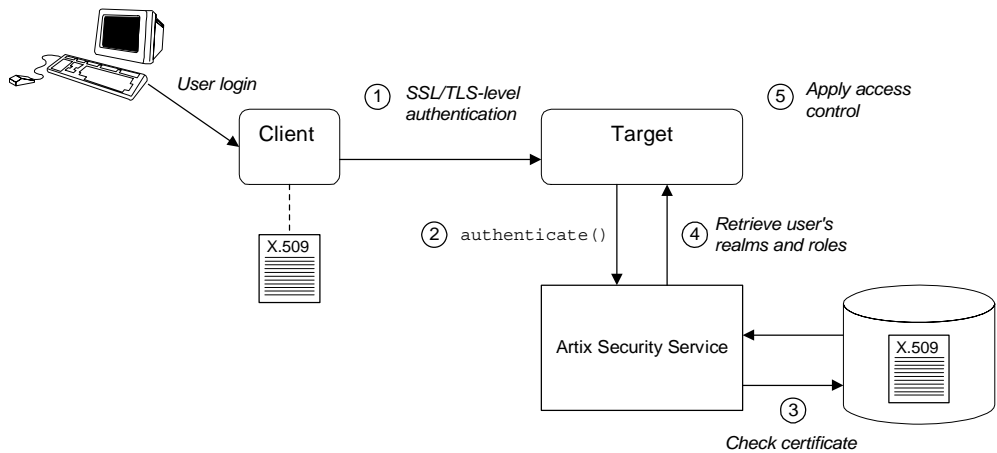 User login
1 SSL/TLS-level
authentication
5 Apply access
control
Client
Target
X.509
2 authenticate()
4 Retrieve user's
realms and roles
Artix Security Service
X.509
3
Check certificate